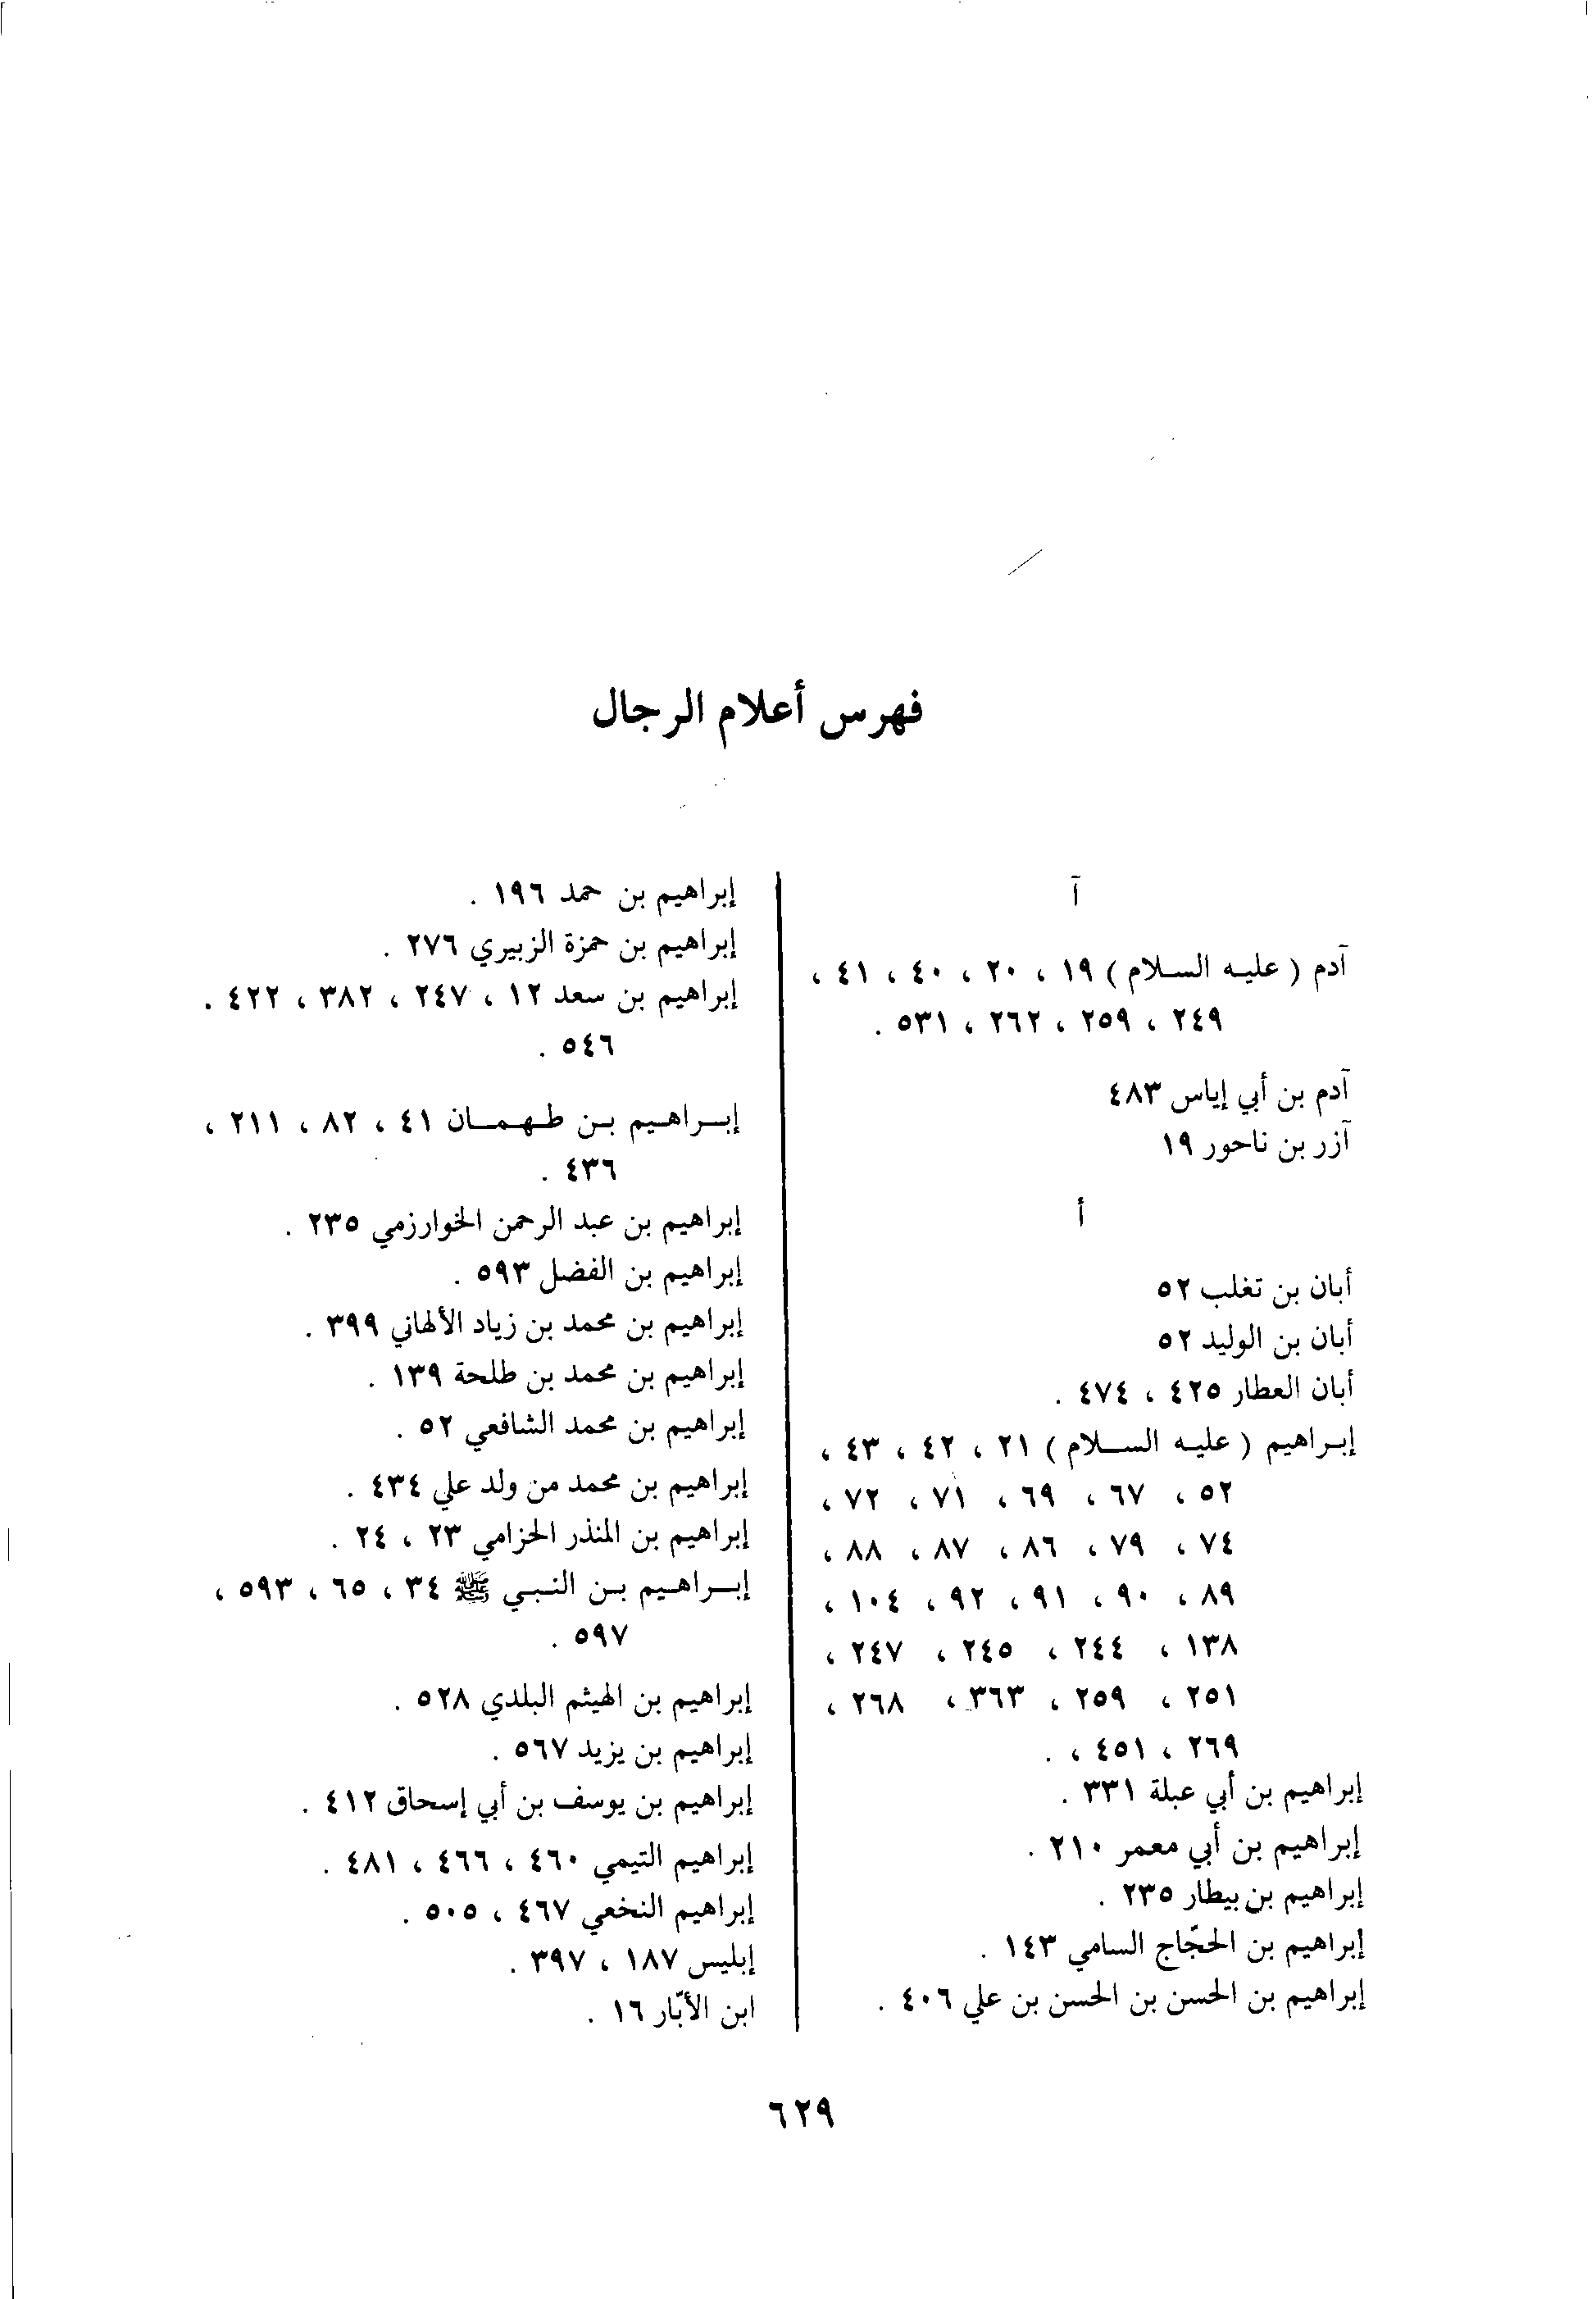 فهرس أعلام الرجال
آ
آدم ( عليه السلام ) ١٩ ، ٢٠ ، ٤٠ ، ٤١ ،
٢٤٩ ، ٢٥٩ ، ٢٦٢ ، ٥٣١ .
آدم بن أبي إياس ٤٨٣
آزر بن ناحور ١٩
أ
أبان بن تغلب ٥٢
أبان بن الوليد ٥٢
أبان العطار ٤٢٥ ، ٤٧٤ .
إبراهيم ( عليه السلام ) ٢١ ، ٤٢ ، ٤٣ ،
٥٢ ، ٦٧ ، ٦٩ ، ٧١ ، ٧٢ ،
٧٤ ، ٧٩ ، ٨٦ ، ٨٧ ، ٨٨ ،
٨٩ ، ٩٠ ، ٩١ ، ٩٢ ، ١٠٤ ،
١٣٨ ، ٢٤٤ ، ٢٤٥ ، ٢٤٧ ،
٢٥١ ، ٢٥٩ ، ٣٦٣ ، ٢٦٨ ،
٢٦٩ ، ٤٥١ ، .
إبراهيم بن أبي عبلة ٣٣١ .
إبراهيم بن أبي معمر ٢١٠ .
إبراهيم بن بيطار ٢٣٥ .
إبراهيم بن الحجّاج السامي ١٤٣ .
إبراهيم بن الحسن بن الحسن بن علي ٤٠٦ .
إبراهيم بن حمد ١٩٦ .
إبراهيم بن حمزة الزبيري ٢٧٦ .
إبراهيم بن سعد ١٢ ، ٢٤٧ ، ٣٨٢ ، ٤٢٢ .
٥٤٦ .
إبراهيم بن طهمان ٤١ ، ٨٢ ، ٢١١ ،
٤٣٦ .
إبراهيم بن عبد الرحمن الخوارزمي ٢٣٥ .
إبراهيم بن الفضل ٥٩٣ .
إبراهيم بن محمد بن زياد الألهاني ٣٩٩ .
إبراهيم بن محمد بن طلحة ١٣٩ .
إبراهيم بن محمد الشافعي ٥٢ .
إبراهيم بن محمد من ولد علي ٤٣٤ .
إبراهيم بن المنذر الحزامي ٢٣ ، ٢٤ .
إبراهيم بن النبي ﷺ ٣٤ ، ٦٥ ، ٥٩٣ ،
٥٩٧ .
إبراهيم بن الهيثم البلدي ٥٢٨ .
إبراهيم بن يزيد ٥٦٧ .
إبراهيم بن يوسف بن أبي إسحاق ٤١٢ .
إبراهيم التيمي ٤٦٠ ، ٤٦٦ ، ٤٨١ .
إبراهيم النخعي ٤٦٧ ، ٥٠٥ .
إبليس ١٨٧ ، ٣٩٧ .
ابن الأبّار ١٦ .
٦٢٩